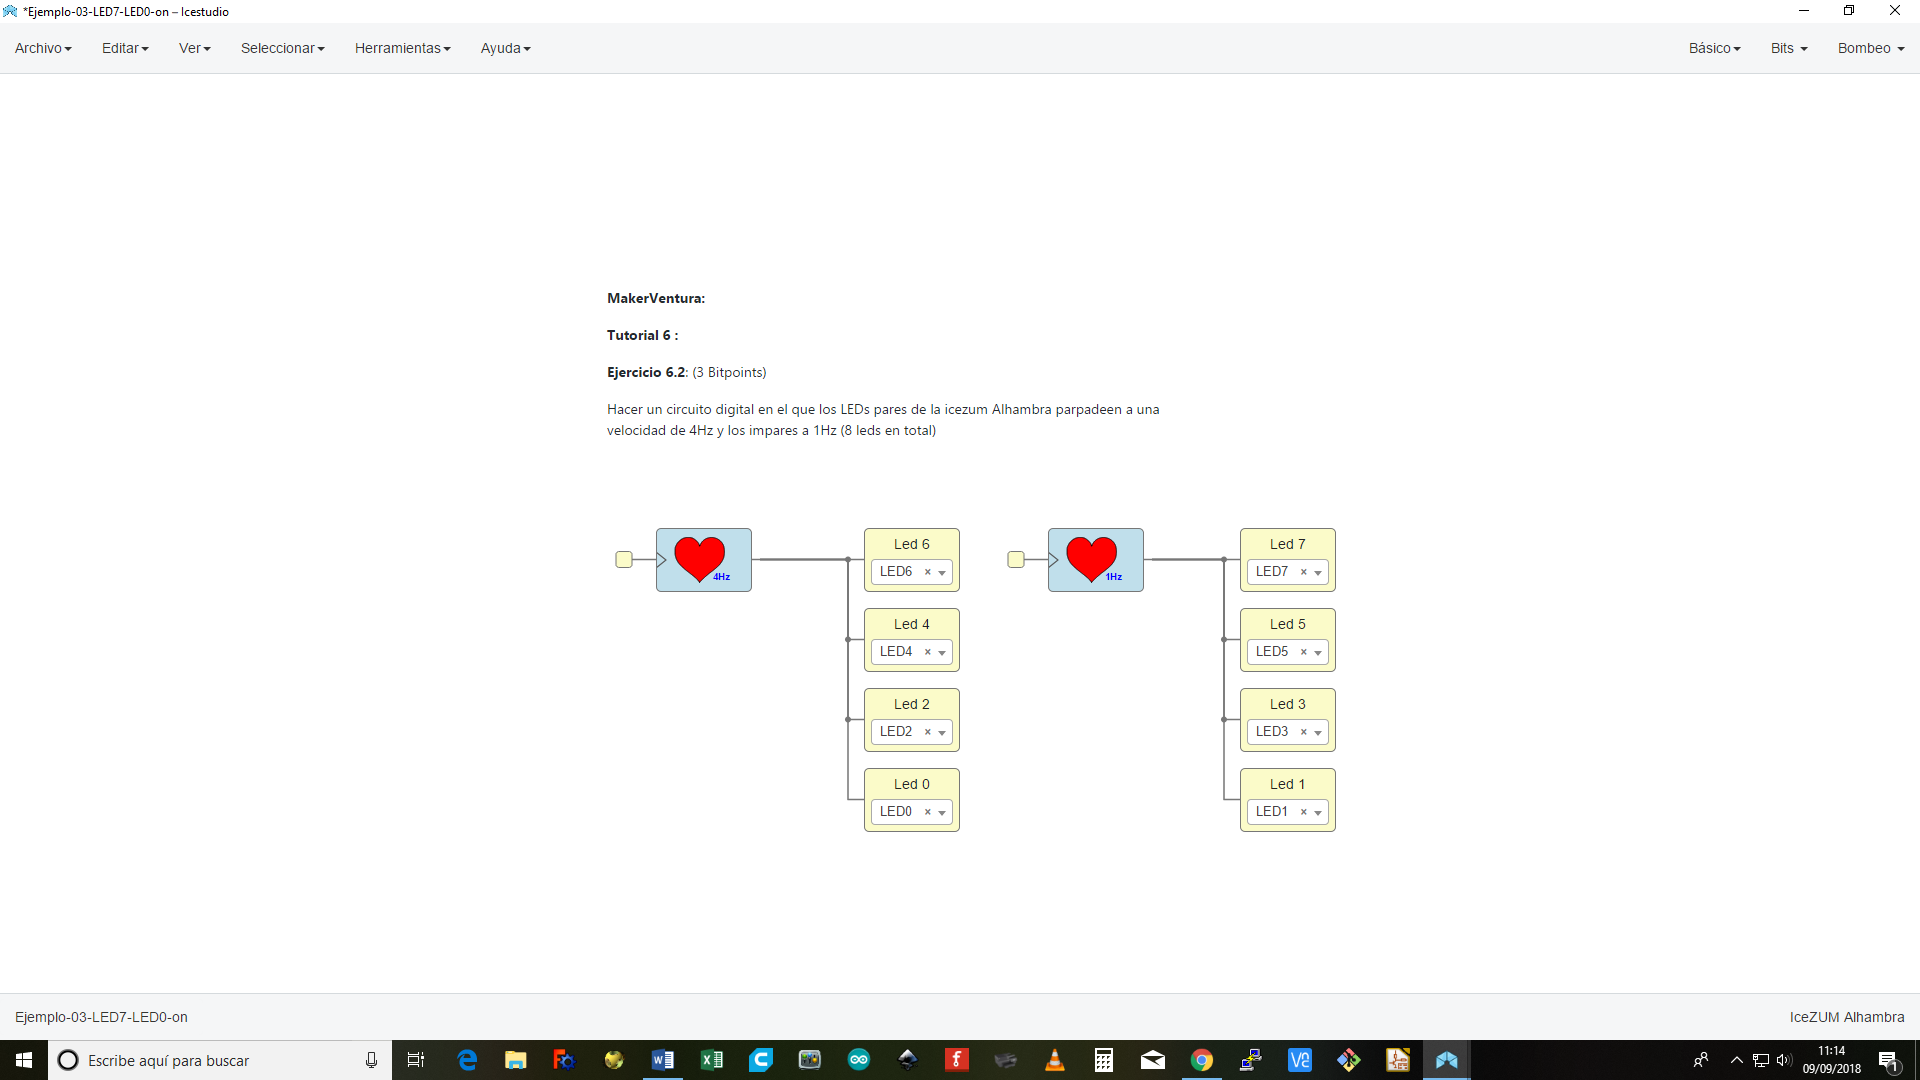 *Ejemplo-03-LED7-LED0-on – Icestudio
Archivo Editar Ver Seleccionar Herramientas Ayuda Básico Bits Bombeo
MakerVentura:
Tutorial 6 :
Ejercicio 6.2: (3 Bitpoints)
Hacer un circuito digital en el que los LEDs pares de la icezum Alhambra parpadeen a una
velocidad de 4Hz y los impares a 1Hz (8 leds en total)
4Hz
Led 6
LED6
Led 4
LED4
Led 2
LED2
Led 0
LED0
1Hz
Led 7
LED7
Led 5
LED5
Led 3
LED3
Led 1
LED1
Ejemplo-03-LED7-LED0-on
IceZUM Alhambra
Escribe aquí para buscar
11:14
09/09/2018
1